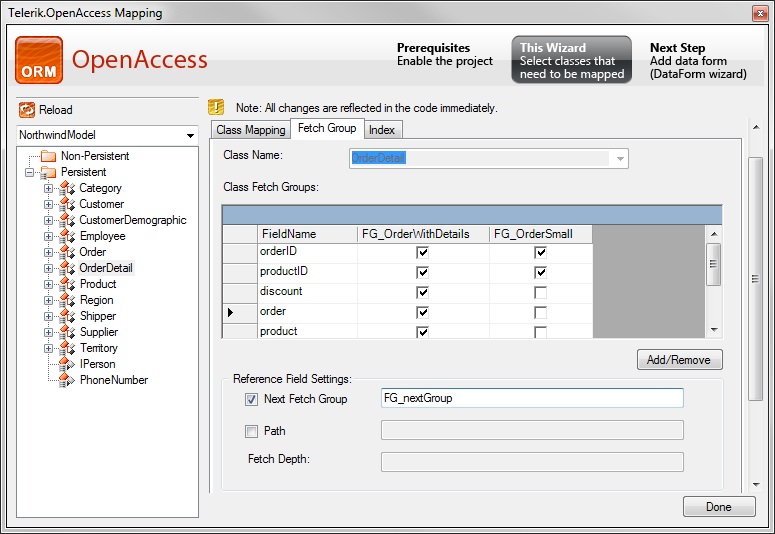 Telerik.OpenAccess Mapping
ORM
OpenAccess
Prerequisites
Enable the project
This Wizard
Select classes that
need to be mapped
Next Step
Add data form
(DataForm wizard)
Reload
NorthwindModel
Non-Persistent
Persistent
Category
Customer
CustomerDemographic
Employee
Order
OrderDetail
Product
Region
Shipper
Supplier
Territory
IPerson
PhoneNumber
Note: All changes are reflected in the code immediately.
Class Mapping
Fetch Group
Index
Class Name:
OrderDetail
Class Fetch Groups:
FieldName FG_OrderWithDetails FG_OrderSmall
orderID
productID
discount
order
product
Add/Remove
Reference Field Settings:
Next Fetch Group
FG_nextGroup
Path
Fetch Depth:
Done